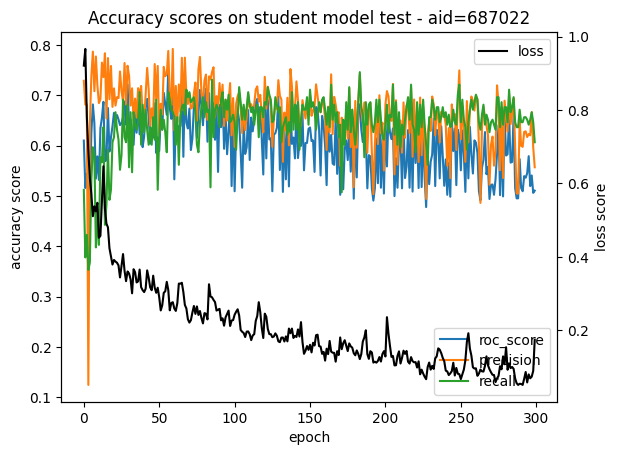 Accuracy scores on student model test - aid=687022
loss
0.8
0.7
0.6
0.5
0.4
0.3
0.2
0.1
accuracy score
1.0
0.8
0.6
0.4
0.2
loss score
roc_score
precision
recall
0
50
100
150
200
250
300
epoch